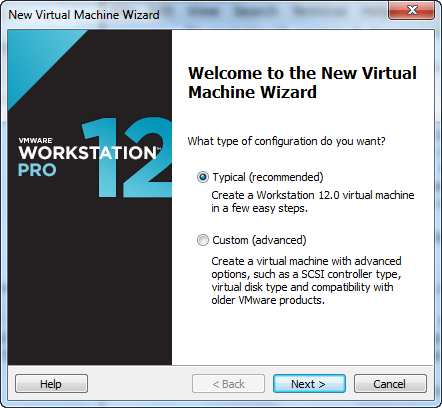 New Virtual Machine Wizard
VMWARE
WORKSTATION™
PRO
12
Welcome to the New Virtual
Machine Wizard
What type of configuration do you want?
Typical (recommended)
Create a Workstation 12.0 virtual machine
in a few easy steps.
Custom (advanced)
Create a virtual machine with advanced
options, such as a SCSI controller type,
virtual disk type and compatibility with
older VMware products.
Help
< Back
Next >
Cancel